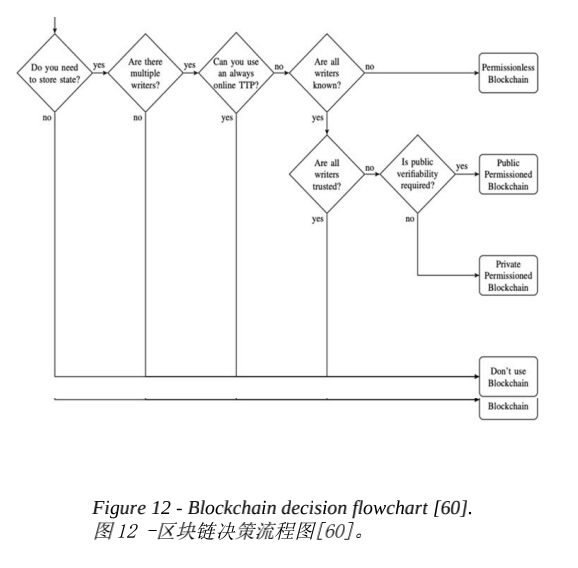 Do you need
to store state?
yes
no
Are there
multiple
writers?
yes
no
Can you use
an always
online TTP?
no
yes
Are all
writers
known?
no
yes
Permissionless
Blockchain
Are all
writers
trusted?
no
yes
Is public
verifiability
required?
yes
no
Public
Permissioned
Blockchain
Private
Permissioned
Blockchain
Don't use
Blockchain
Blockchain
Figure 12 - Blockchain decision flowchart [60].
图12 -区块链决策流程图[60]。